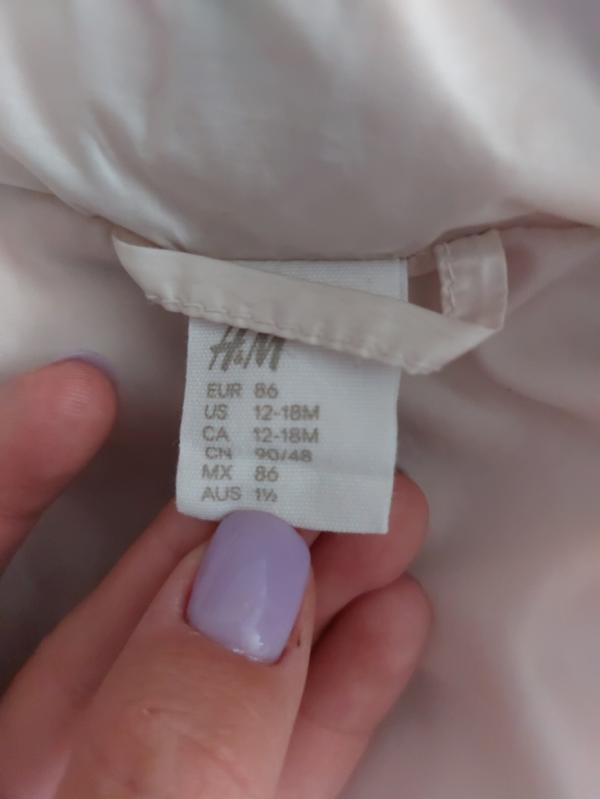 H&M
EUR 86
US 12-18M
CA 12-18M
CN 90/48
MX 86
AUS 1½